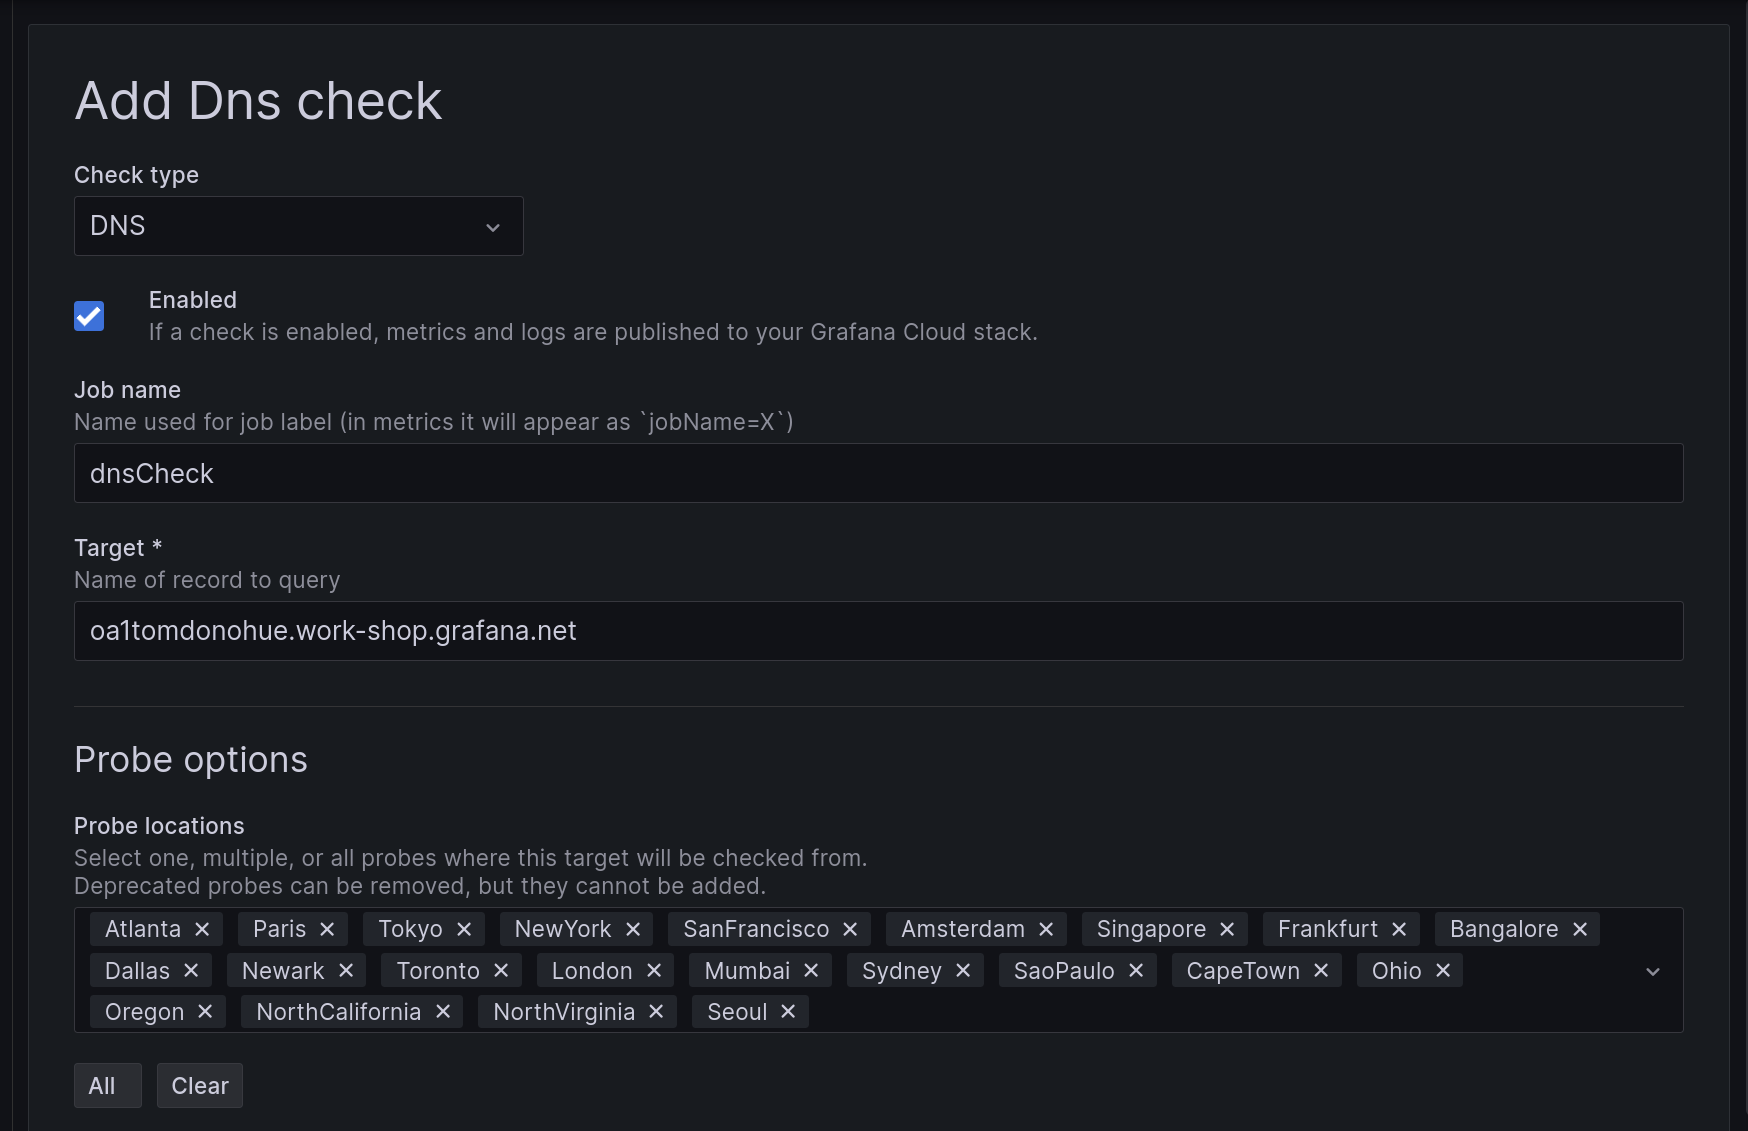 Add Dns check
Check type
DNS
Enabled
If a check is enabled, metrics and logs are published to your Grafana Cloud stack.
Job name
Name used for job label (in metrics it will appear as `jobName=X`)
dnsCheck
Target *
Name of record to query
oa1tomdonohue.work-shop.grafana.net
Probe options
Probe locations
Select one, multiple, or all probes where this target will be checked from.
Deprecated probes can be removed, but they cannot be added.
Atlanta Paris Tokyo NewYork SanFrancisco Amsterdam Singapore Frankfurt Bangalore
Dallas Newark Toronto London Mumbai Sydney SaoPaulo CapeTown Ohio
Oregon NorthCalifornia NorthVirginia Seoul
All Clear